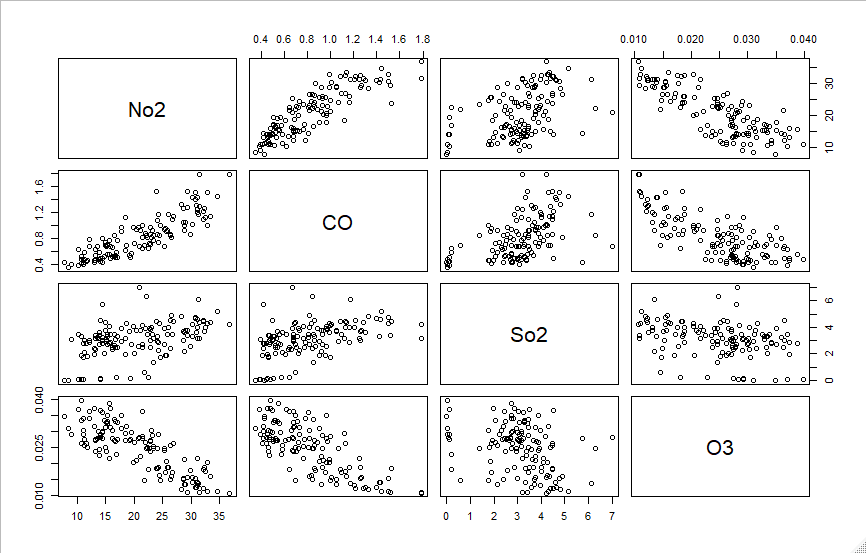 0.4 0.6 0.8 1.0 1.2 1.4 1.6 1.8
0.010 0.020 0.030 0.040
No2
10 20 30
0.4 0.8 1.2 1.6
CO
So2
0 2 4 6
0.010 0.025 0.040
O3
10 15 20 25 30 35
0 1 2 3 4 5 6 7